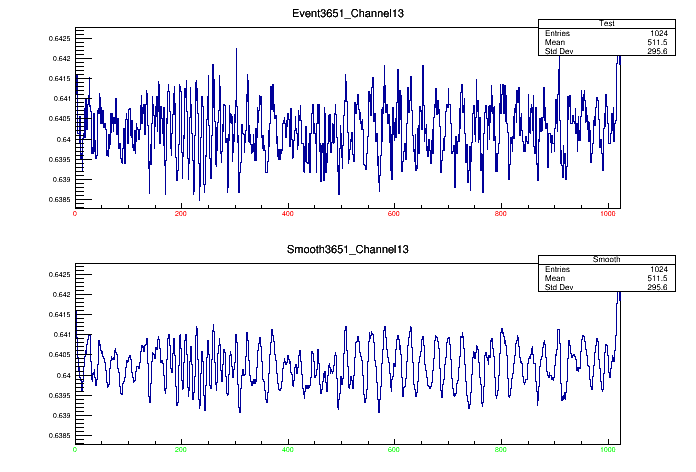 Event3651_Channel13
Test
Entries 1024
Mean 511.5
Std Dev 295.6
0.6425
0.642
0.6415
0.641
0.6405
0.64
0.6395
0.639
0.6385
0 200 400 600 800 1000
Smooth3651_Channel13
Smooth
Entries 1024
Mean 511.5
Std Dev 295.6
0.6425
0.642
0.6415
0.641
0.6405
0.64
0.6395
0.639
0.6385
0 200 400 600 800 1000